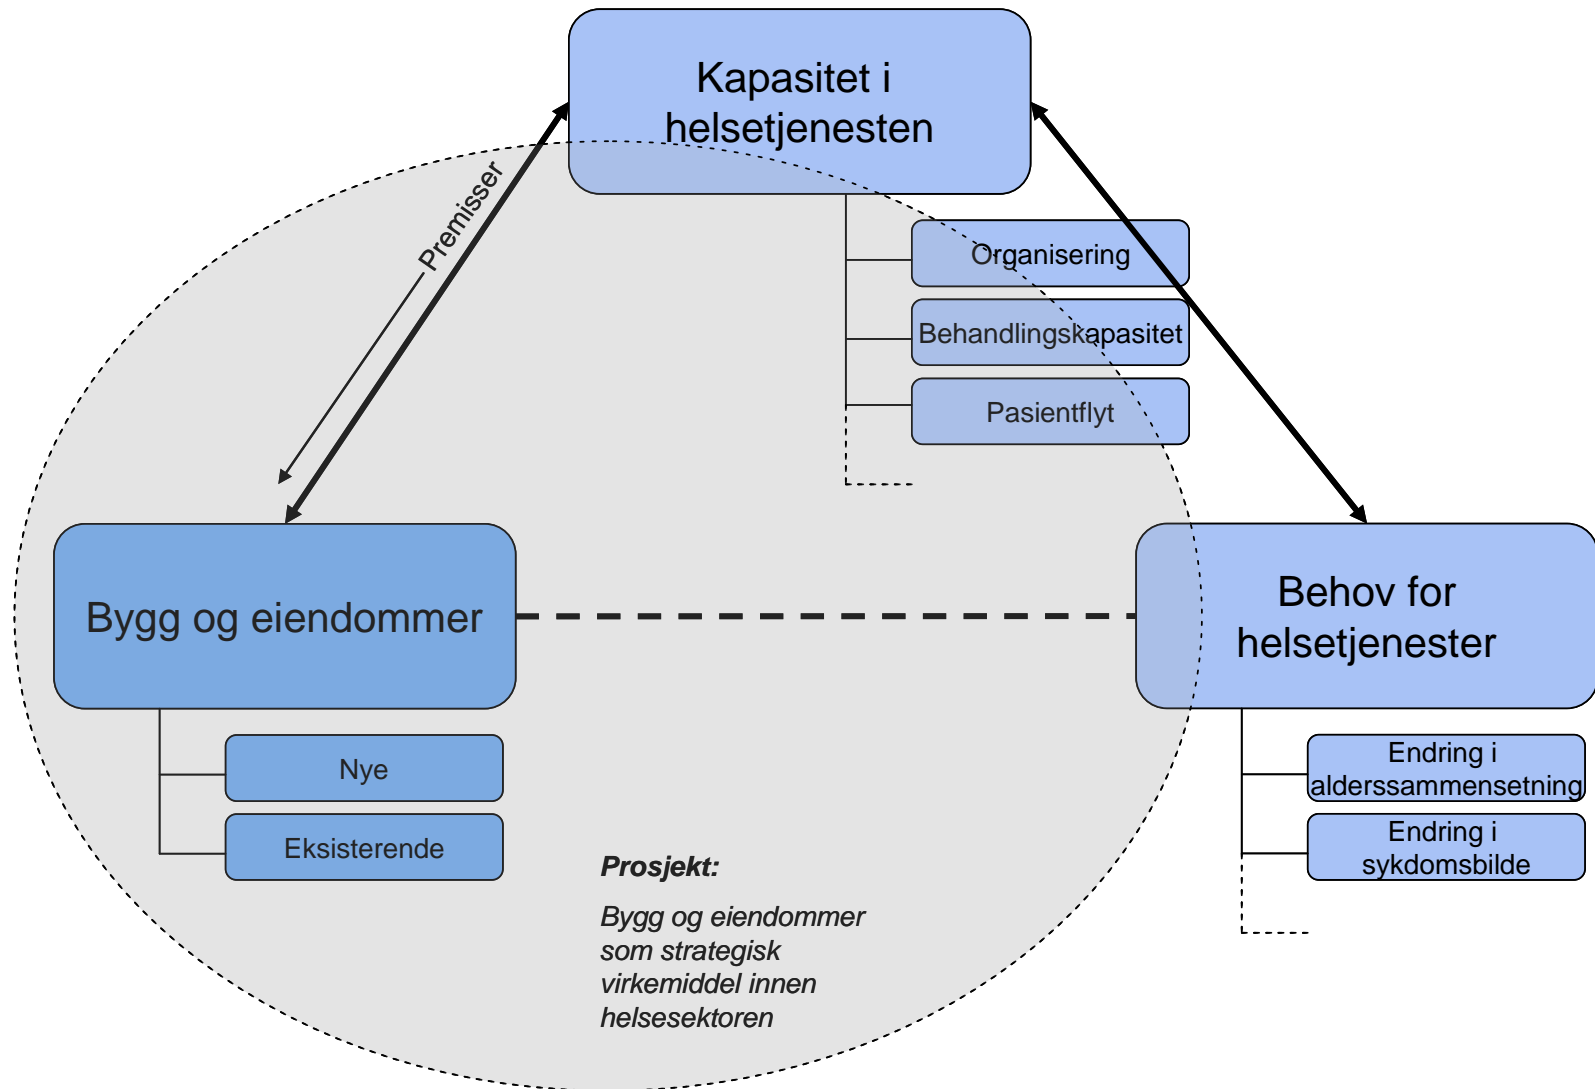 Kapasitet i
helsetjenesten
Premisser
Organisering
Behandlingskapasitet
Pasientflyt
Bygg og eiendommer
Behov for
helsetjenester
Nye
Eksisterende
Endring i
alderssammensetning
Endring i
sykdomsbilde
Prosjekt:
Bygg og eiendommer
som strategisk
virkemiddel innen
helsesektoren